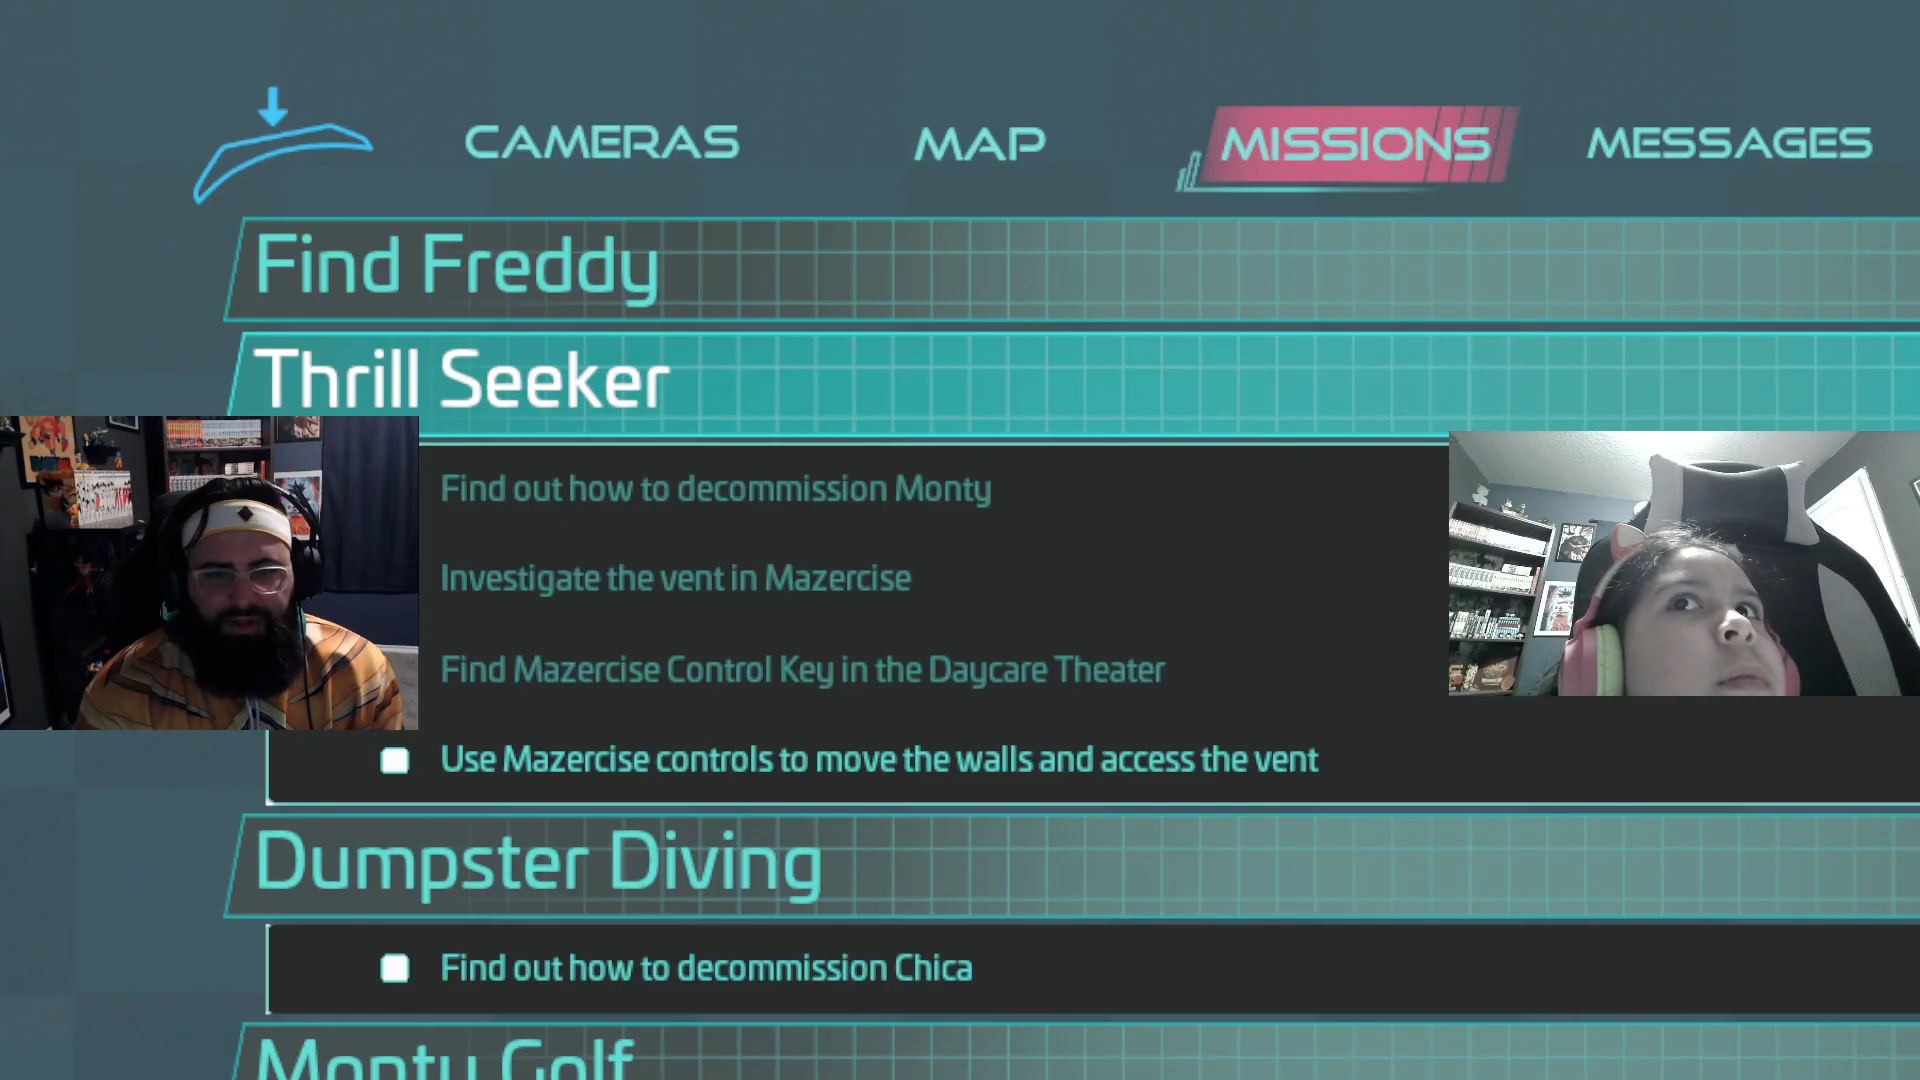 CAMERAS
MAP
MISSIONS
MESSAGES
Find Freddy
Thrill Seeker
Find out how to decommission Monty
Investigate the vent in Mazercise
Find Mazercise Control Key in the Daycare Theater
Use Mazercise controls to move the walls and access the vent
Dumpster Diving
Find out how to decommission Chica
Monty Golf